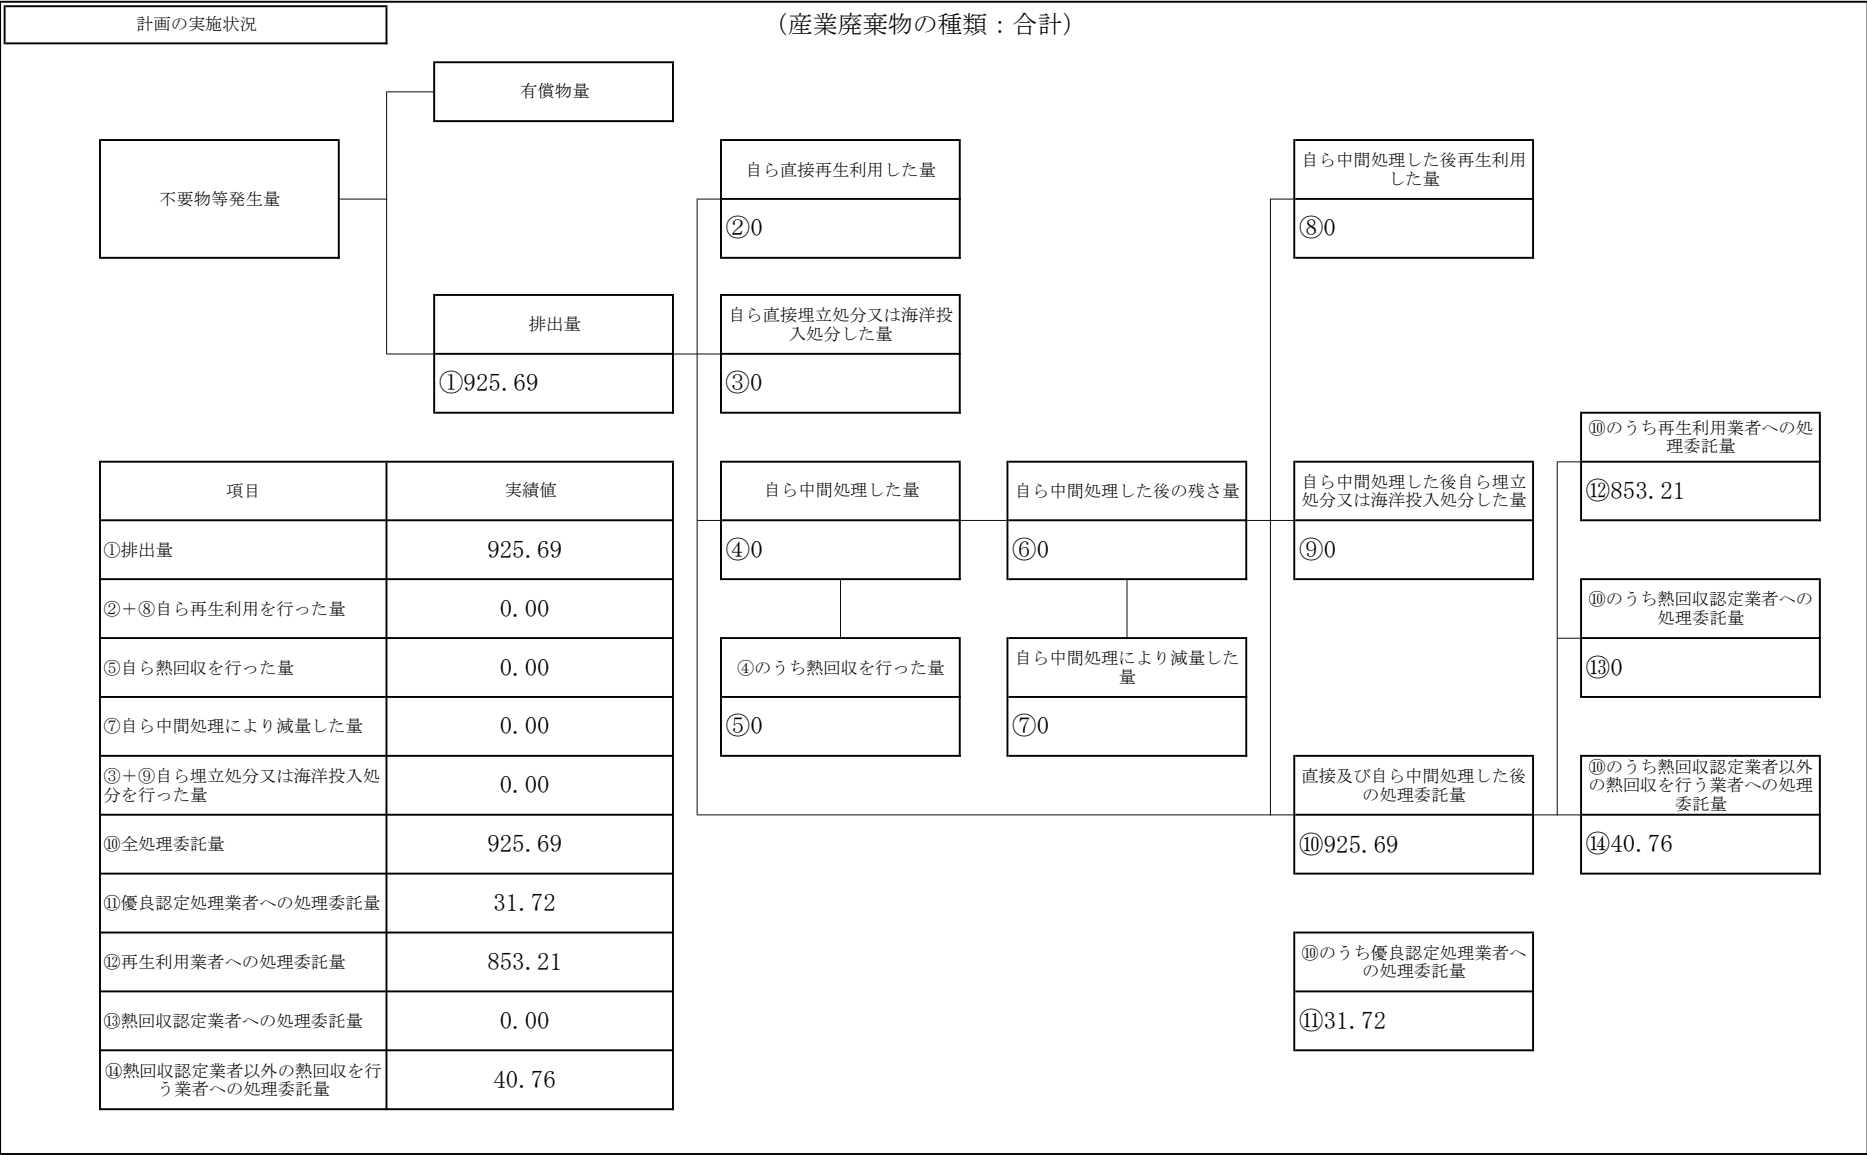 計画の実施状況
（産業廃棄物の種類：合計）
有償物量
不要物等発生量
自ら直接再生利用した量
②0
自ら中間処理した後再生利用
した量
⑧0
排出量
①925.69
自ら直接埋立処分又は海洋投
入処分した量
③0
⑩のうち再生利用業者への処
理委託量
⑫853.21
自ら中間処理した量
④0
自ら中間処理した後の残さ量
⑥0
自ら中間処理した後自ら埋立
処分又は海洋投入処分した量
⑨0
⑩のうち熱回収認定業者への
処理委託量
⑬0
④のうち熱回収を行った量
⑤0
自ら中間処理により減量した
量
⑦0
直接及び自ら中間処理した後
の処理委託量
⑩925.69
⑩のうち熱回収認定業者以外
の熱回収を行う業者への処理
委託量
⑭40.76
⑩のうち優良認定処理業者へ
の処理委託量
⑪31.72
項目 実績値
①排出量 925.69
②＋⑧自ら再生利用を行った量 0.00
⑤自ら熱回収を行った量 0.00
⑦自ら中間処理により減量した量 0.00
③＋⑨自ら埋立処分又は海洋投入処
分を行った量 0.00
⑩全処理委託量 925.69
⑪優良認定処理業者への処理委託量 31.72
⑫再生利用業者への処理委託量 853.21
⑬熱回収認定業者への処理委託量 0.00
⑭熱回収認定業者以外の熱回収を行
う業者への処理委託量 40.76